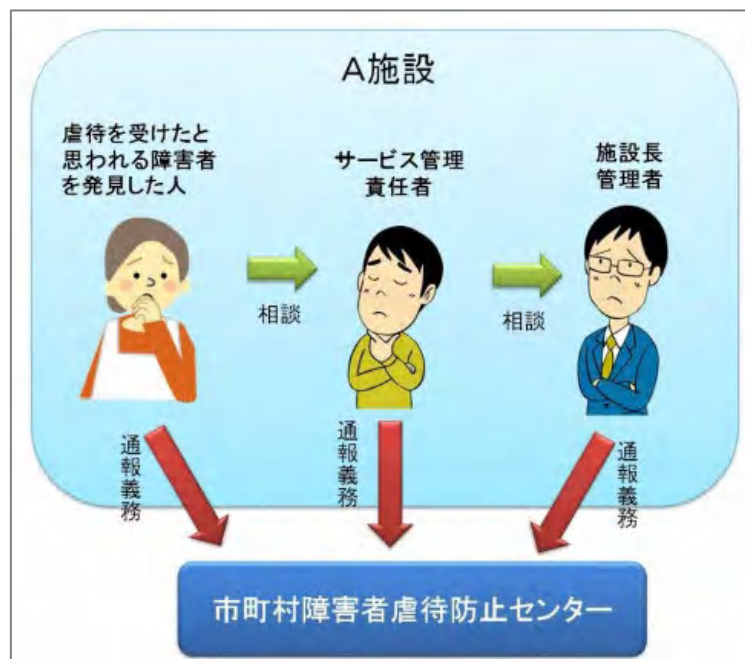 A施設
虐待を受けたと
思われる障害者
を発見した人
サービス管理
責任者
施設長
管理者
相談
相談
通報義務
通報義務
通報義務
市町村障害者虐待防止センター